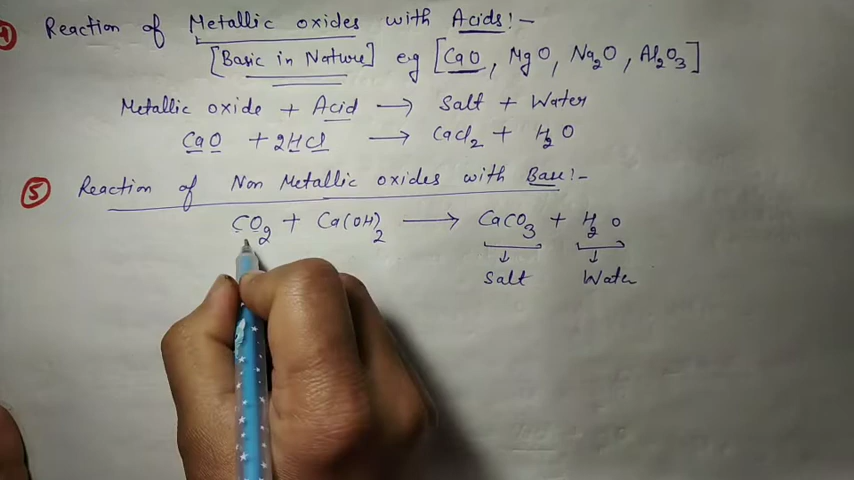 4 Reaction of Metallic oxides with Acids:-
[Basic in Nature] e.g [CaO, MgO, Na2O, Al2O3]
Metallic oxide + Acid → Salt + Water
CaO + 2HCl → CaCl2 + H2O
5 Reaction of Non Metallic oxides with Base:-
CO2 + Ca(OH)2 → CaCO3 + H2O
↓ ↓
Salt Water